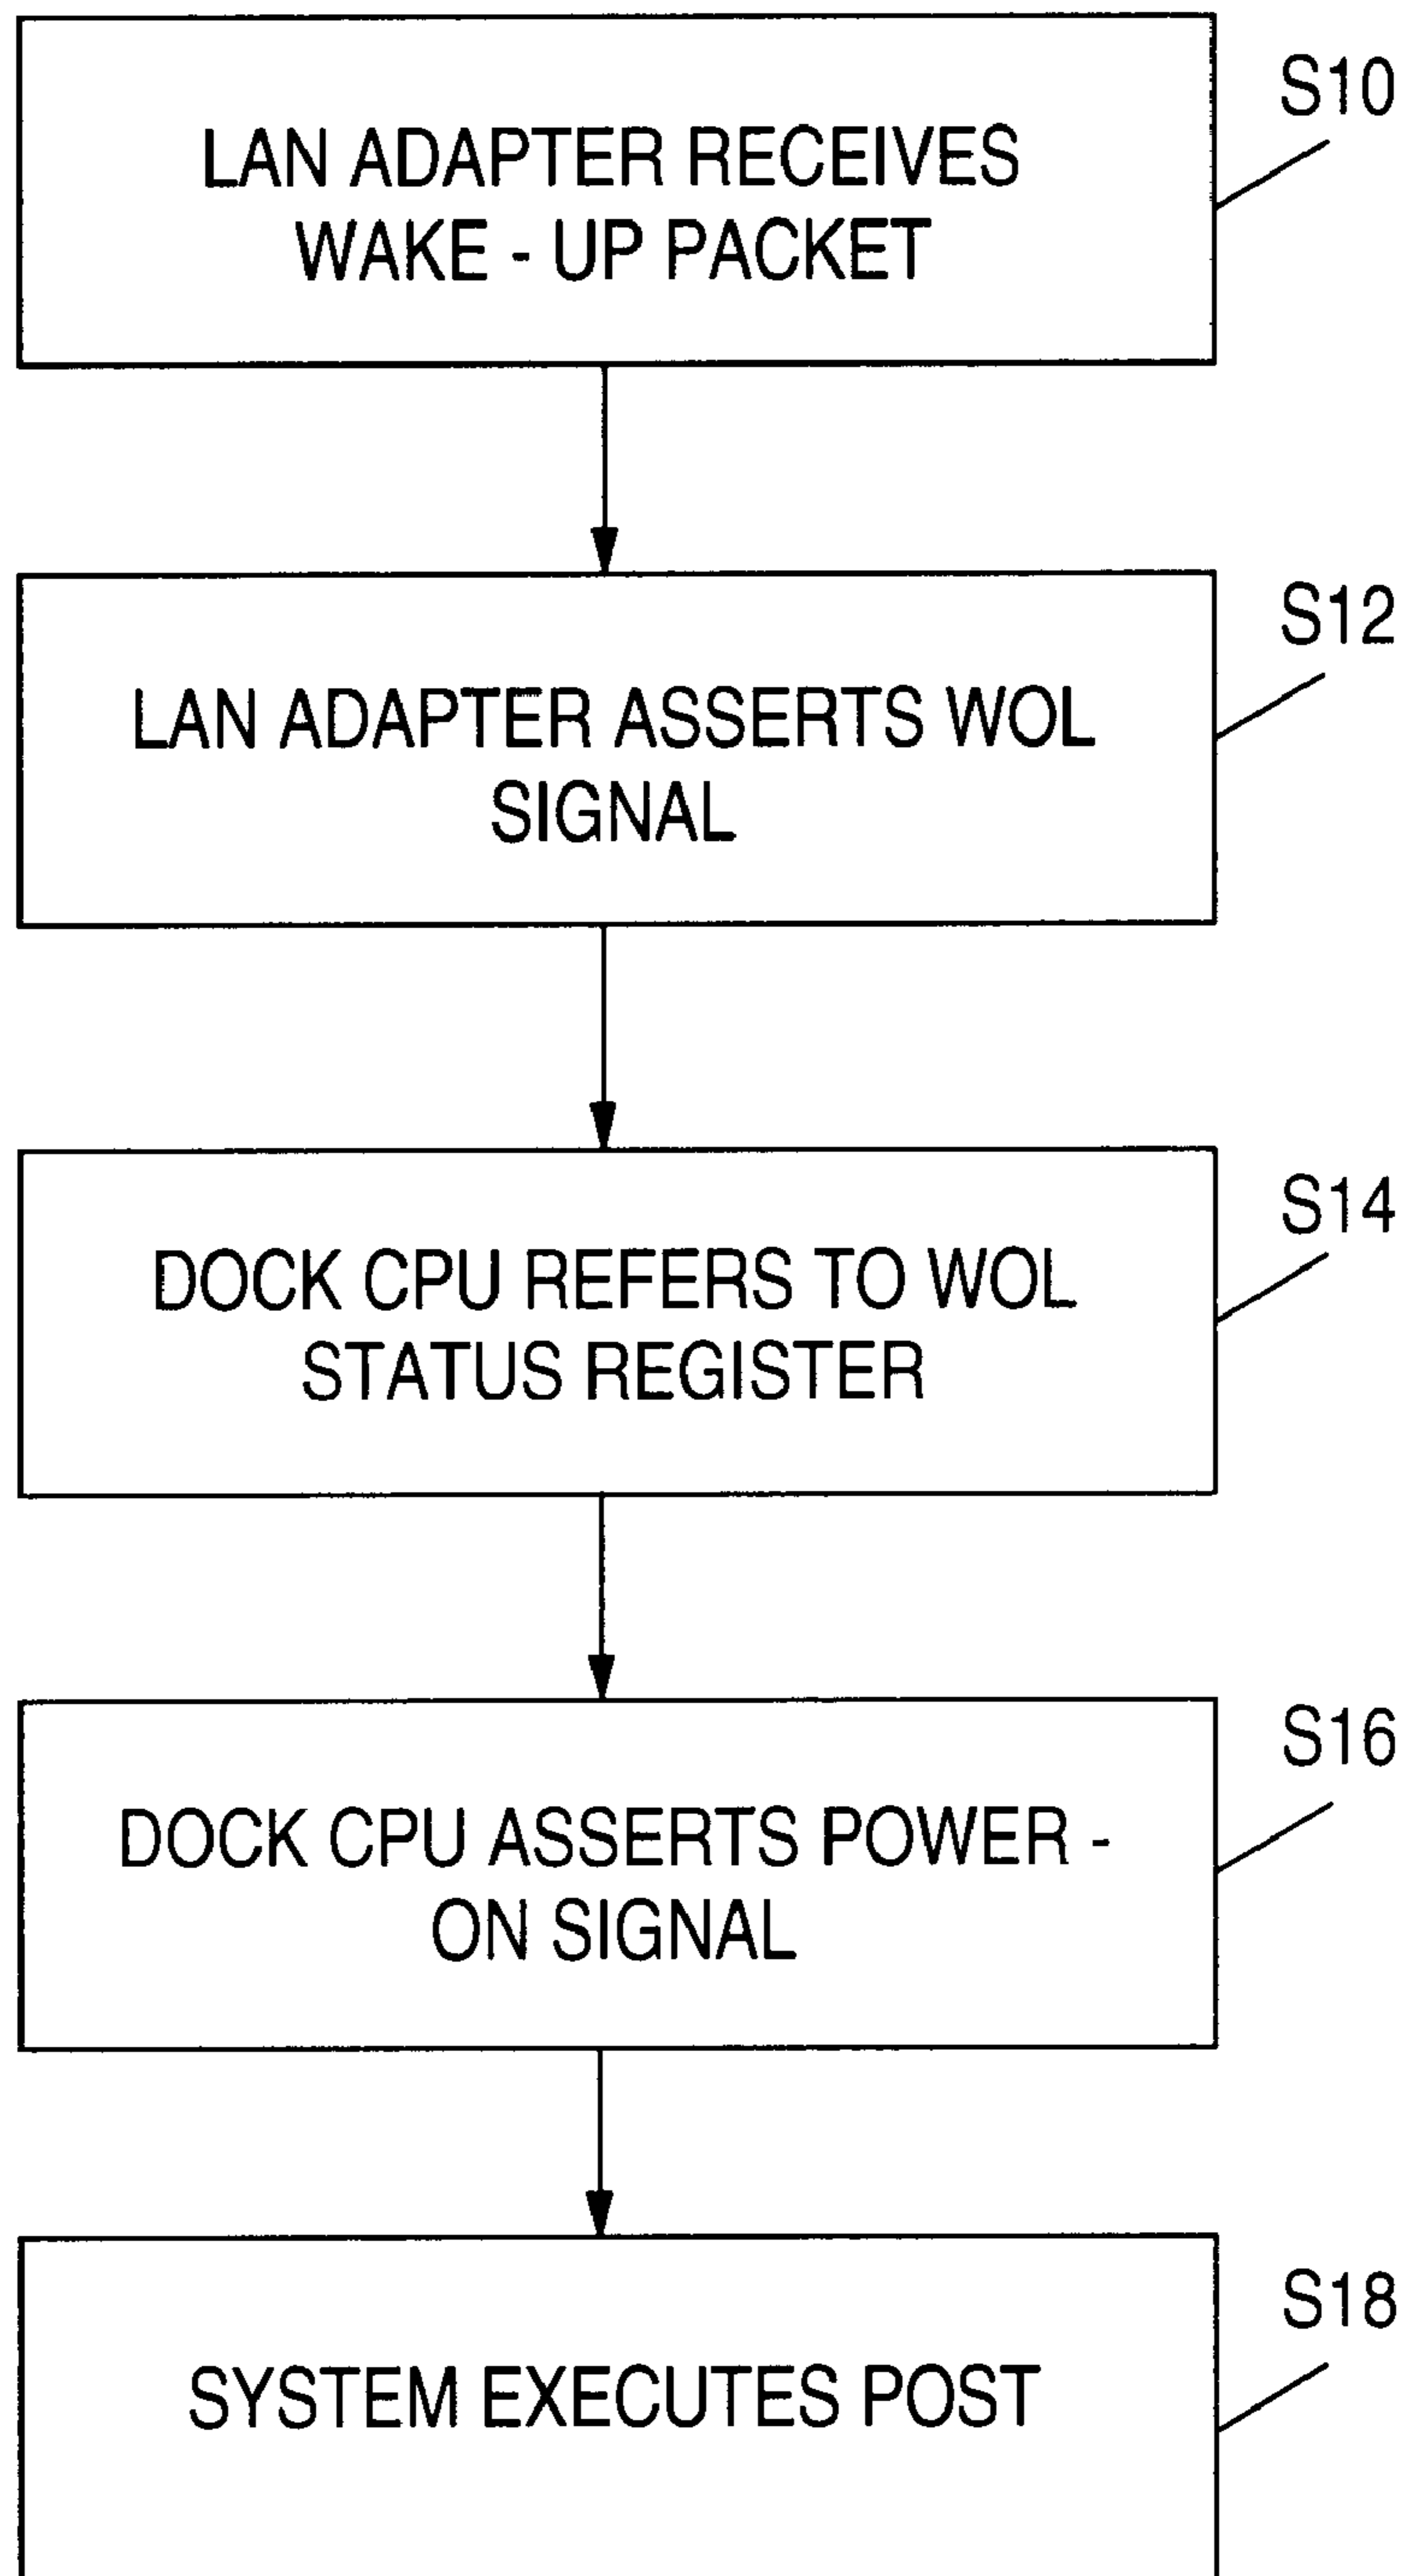 S10
LAN ADAPTER RECEIVES
WAKE - UP PACKET
S12
LAN ADAPTER ASSERTS WOL
SIGNAL
S14
DOCK CPU REFERS TO WOL
STATUS REGISTER
S16
DOCK CPU ASSERTS POWER -
ON SIGNAL
S18
SYSTEM EXECUTES POST